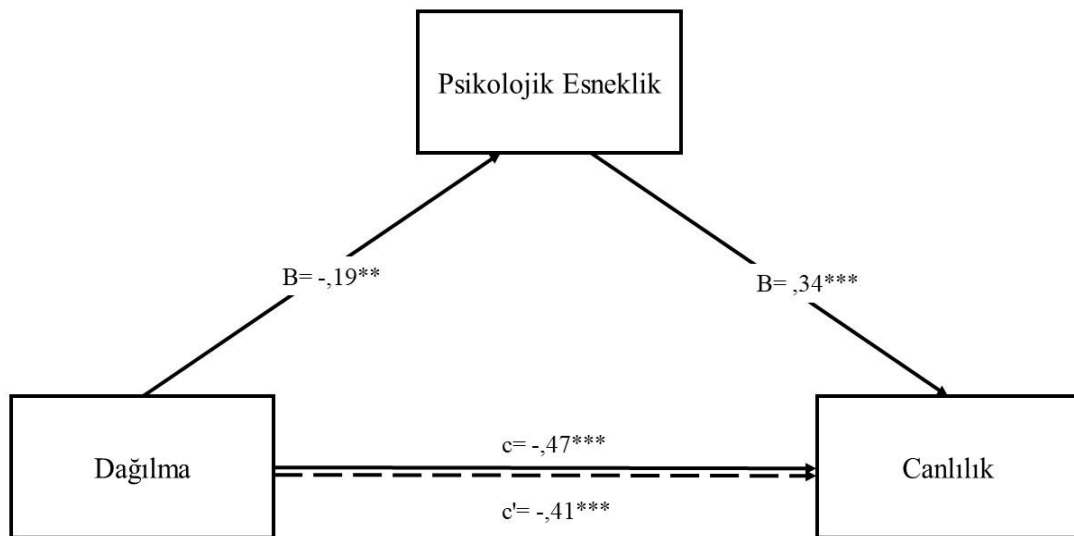 Psikolojik Esneklik
B= -,19**
B= ,34***
c= -,47***
Dağılma
Canlılık
c'= -,41***